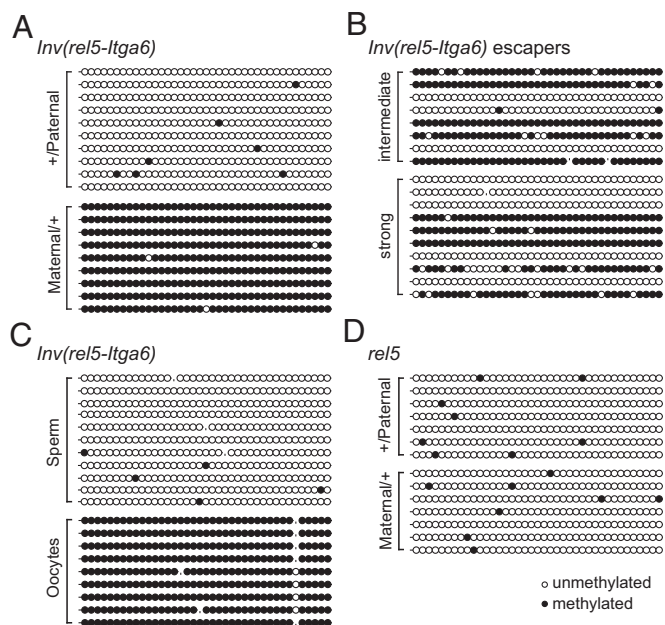 A
Inv(rel5-Itga6)
+/Paternal
Maternal/+
B
Inv(rel5-Itga6) escapers
intermediate
strong
C
Inv(rel5-Itga6)
Sperm
Oocytes
D
rel5
+/Paternal
Maternal/+
unmethylated
methylated